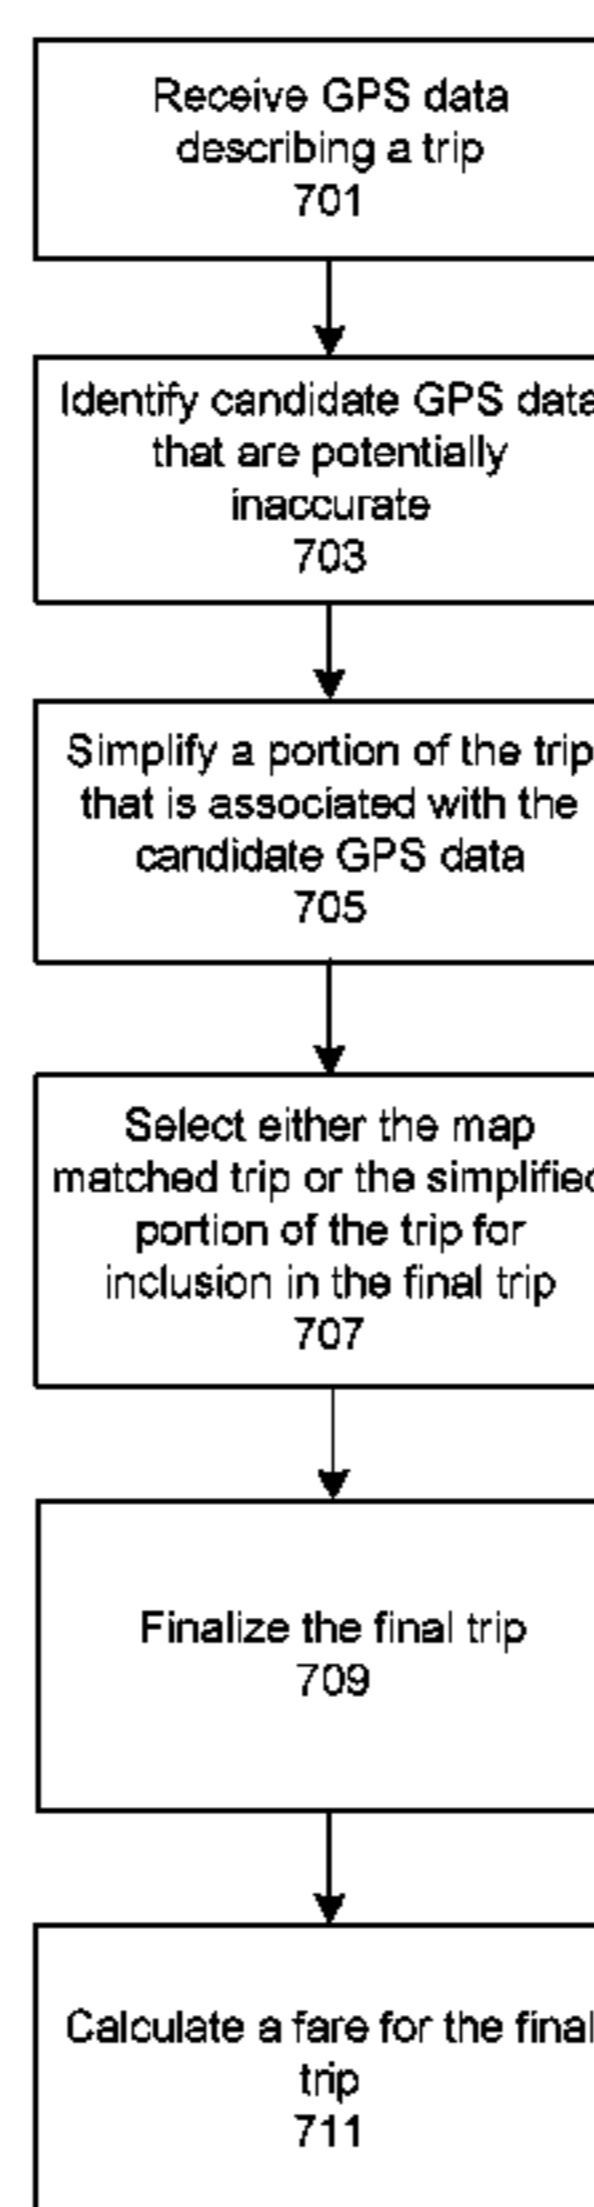 Receive GPS data
describing a trip
701
Identify candidate GPS data
that are potentially
inaccurate
703
Simplify a portion of the trip
that is associated with the
candidate GPS data
705
Select either the map
matched trip or the simplified
portion of the trip for
inclusion in the final trip
707
Finalize the final trip
709
Calculate a fare for the final
trip
711